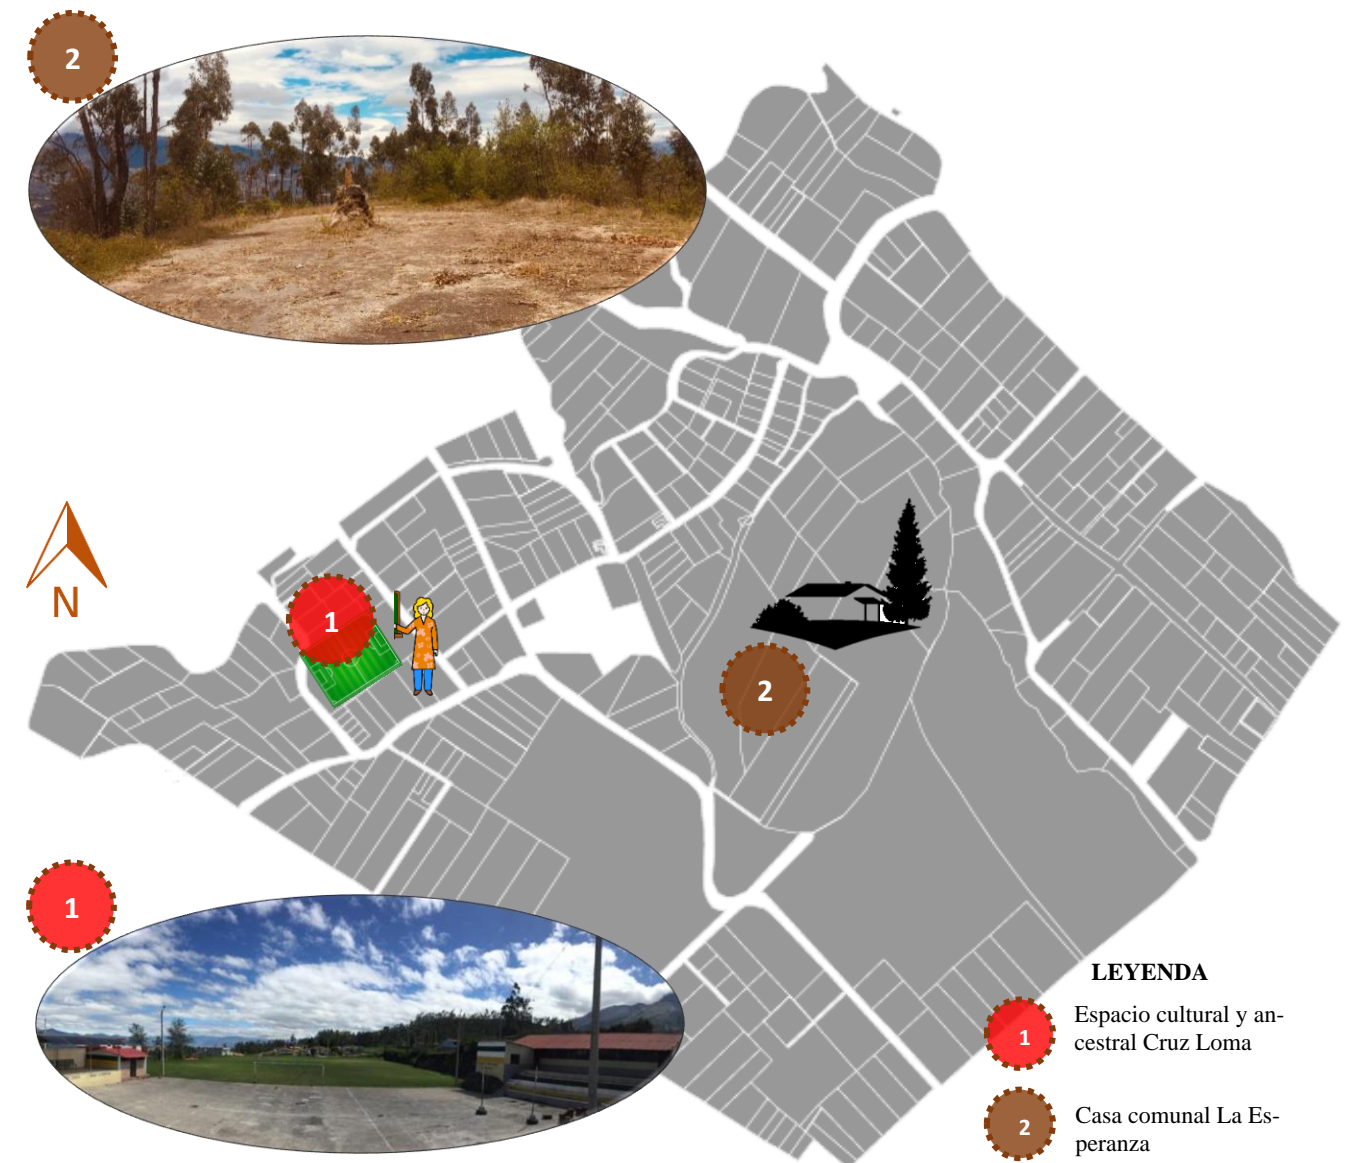 2
N
1
2
1
LEYENDA
1
Espacio cultural y an-
cestral Cruz Loma
2
Casa comunal La Es-
peranza